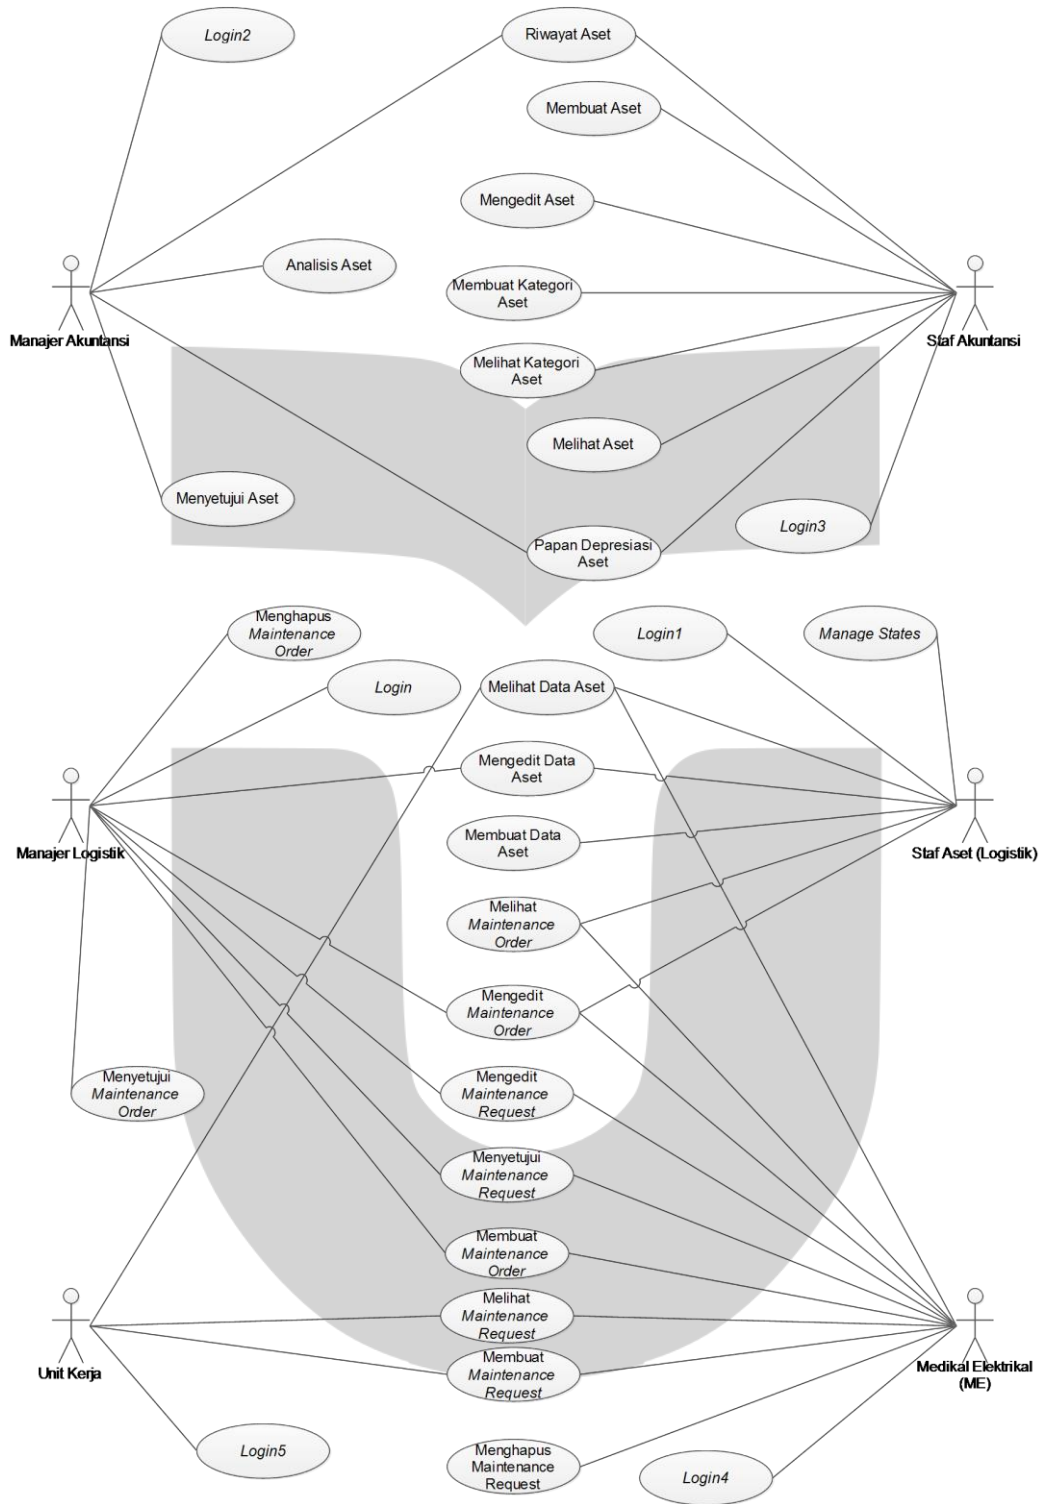 Login2
Riwayat Aset
Membuat Aset
Mengedit Aset
Analisis Aset
Membuat Kategori
Aset
Manajer Akuntansi
Staf Akuntansi
Melihat Kategori
Aset
Melihat Aset
Menyetujui Aset
Login3
Papan Depresiasi
Aset
Menghapus
Maintenance
Order
Login1
Manage States
Login
Melihat Data Aset
Mengedit Data
Aset
Manajer Logistik
Membuat Data
Aset
Staf Aset (Logistik)
Melihat
Maintenance
Order
Mengedit
Maintenance
Order
Menyetujui
Maintenance
Order
Mengedit
Maintenance
Request
Menyetujui
Maintenance
Request
Membuat
Maintenance
Order
Melihat
Maintenance
Request
Unit Kerja
Membuat
Maintenance
Request
Medikal Elektrikal
(ME)
Login5
Menghapus
Maintenance
Request
Login4